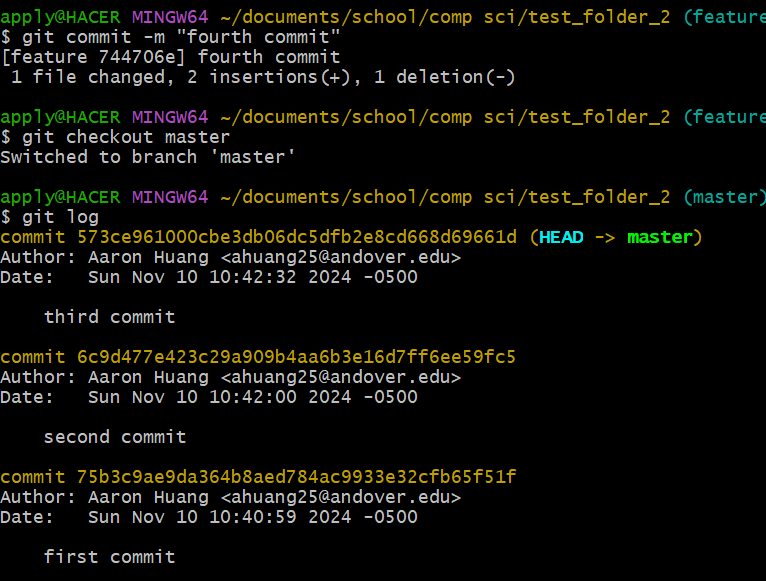 apply@HACER MINGW64 ~/documents/school/comp sci/test_folder_2 (feature
$ git commit -m "fourth commit"
[feature 744706e] fourth commit
 1 file changed, 2 insertions(+), 1 deletion(-)
apply@HACER MINGW64 ~/documents/school/comp sci/test_folder_2 (feature
$ git checkout master
Switched to branch 'master'
apply@HACER MINGW64 ~/documents/school/comp sci/test_folder_2 (master)
$ git log
commit 573ce961000cbe3db06dc5dfb2e8cd668d69661d (HEAD -> master)
Author: Aaron Huang <ahuang25@andover.edu>
Date:   Sun Nov 10 10:42:32 2024 -0500
    third commit
commit 6c9d477e423c29a909b4aa6b3e16d7ff6ee59fc5
Author: Aaron Huang <ahuang25@andover.edu>
Date:   Sun Nov 10 10:42:00 2024 -0500
    second commit
commit 75b3c9ae9da364b8aed784ac9933e32cfb65f51f
Author: Aaron Huang <ahuang25@andover.edu>
Date:   Sun Nov 10 10:40:59 2024 -0500
    first commit